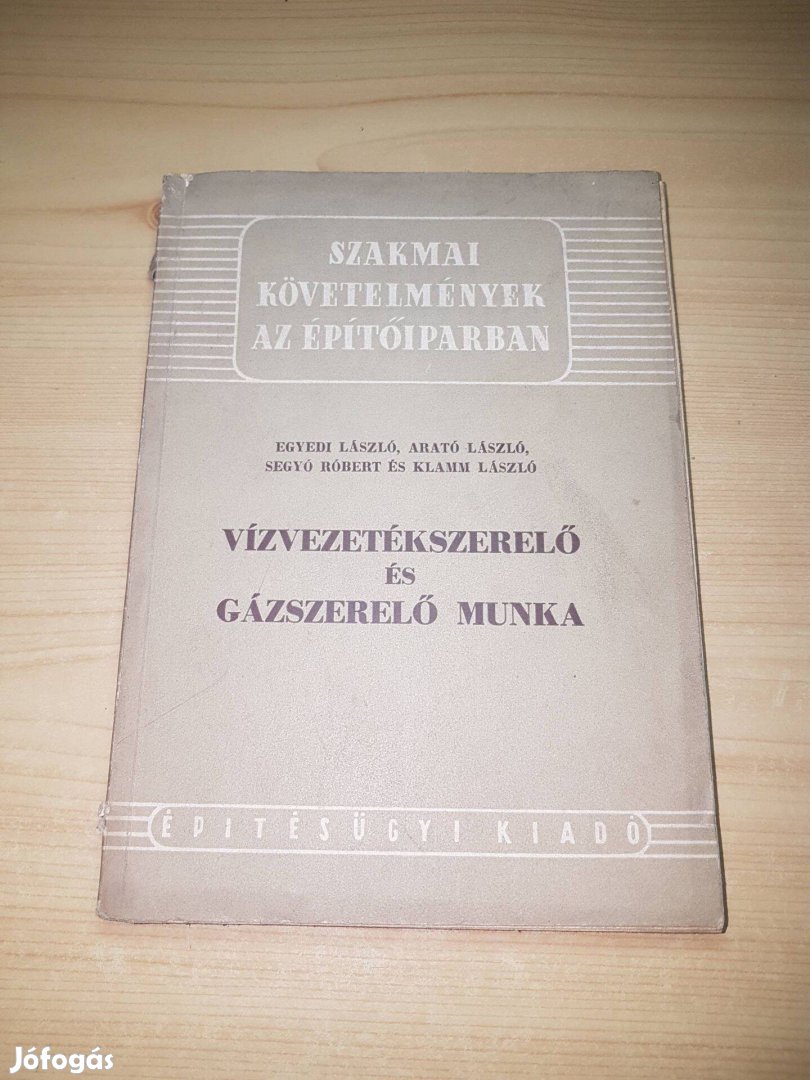 SZAKMAI
KÖVETELMÉNYEK
AZ ÉPÍTŐIPARBAN
EGYEDI LÁSZLÓ, ARATÓ LÁSZLÓ,
SEGYÓ RÓBERT ÉS KLAMM LÁSZLÓ
VÍZVEZETÉKSZERELŐ
ÉS
GÁZSZERELŐ MUNKA
ÉPITÉSÜGYI KIADÓ
Jófogás